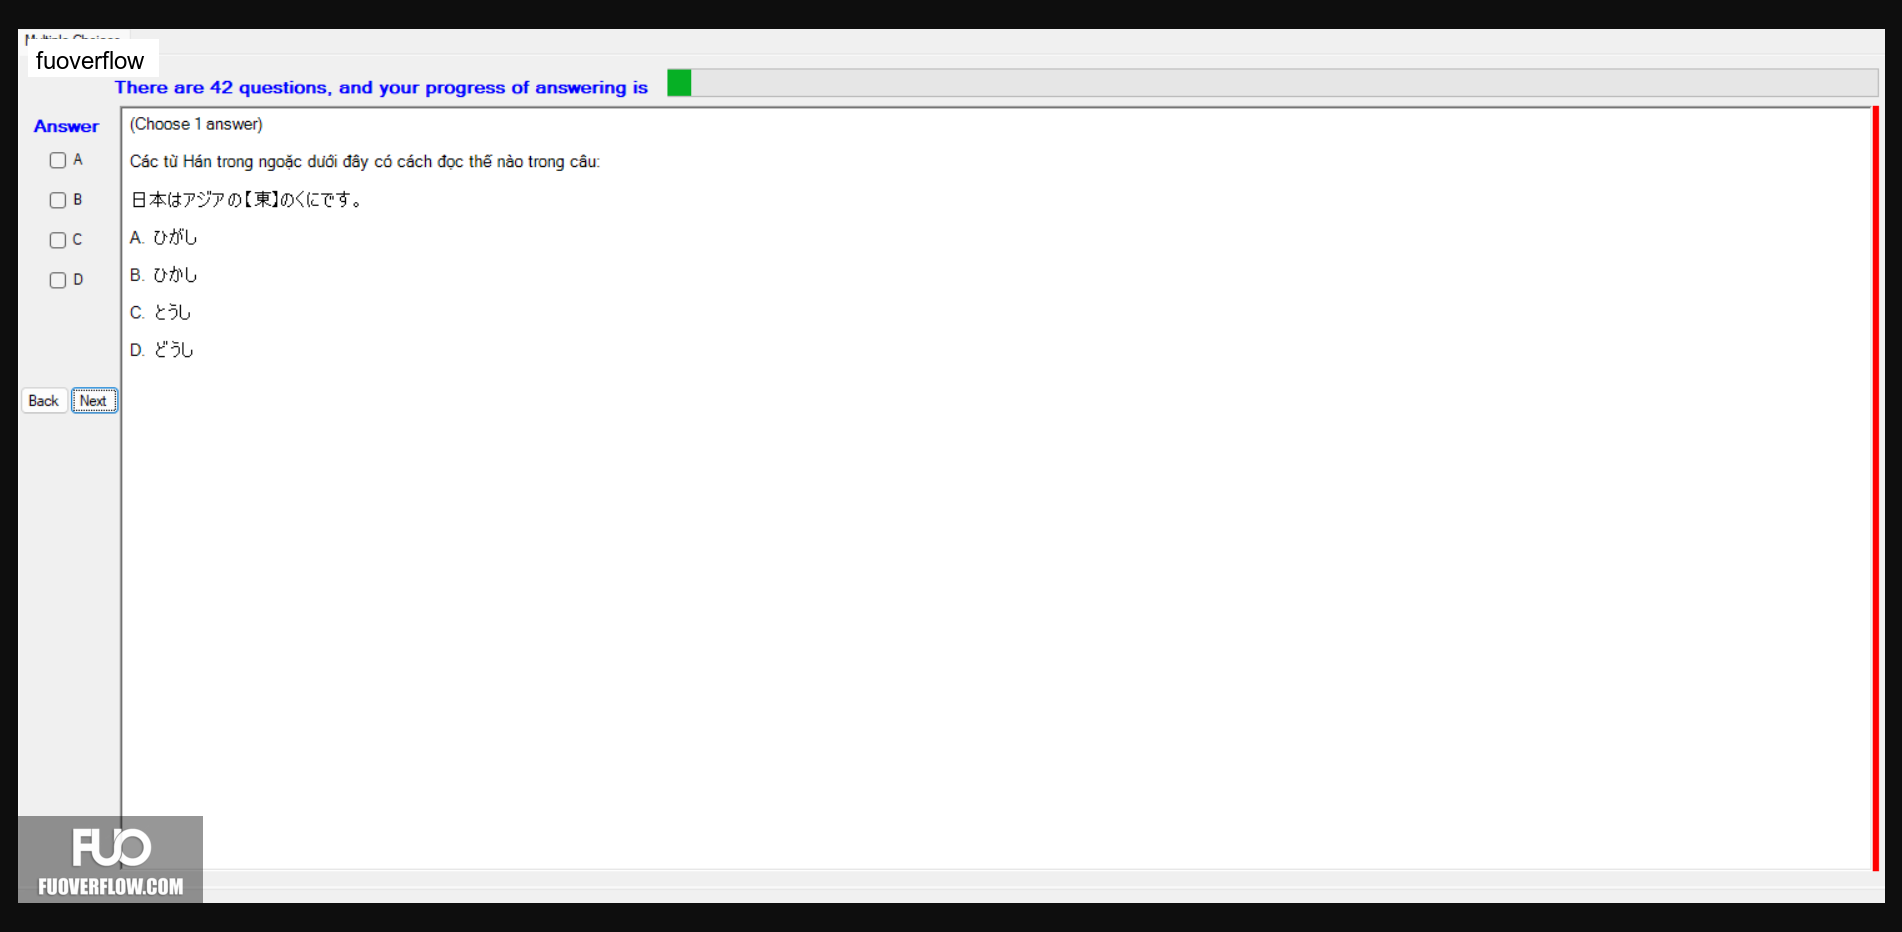 fuoverflow
There are 42 questions, and your progress of answering is
Answer
A
B
C
D
Back Next
(Choose 1 answer)
Các từ Hán trong ngoặc dưới đây có cách đọc thế nào trong câu:
日本はアジアの【東】のくにです。
A. ひがし
B. ひかし
C. とうし
D. どうし
FUO
FUOVERFLOW.COM